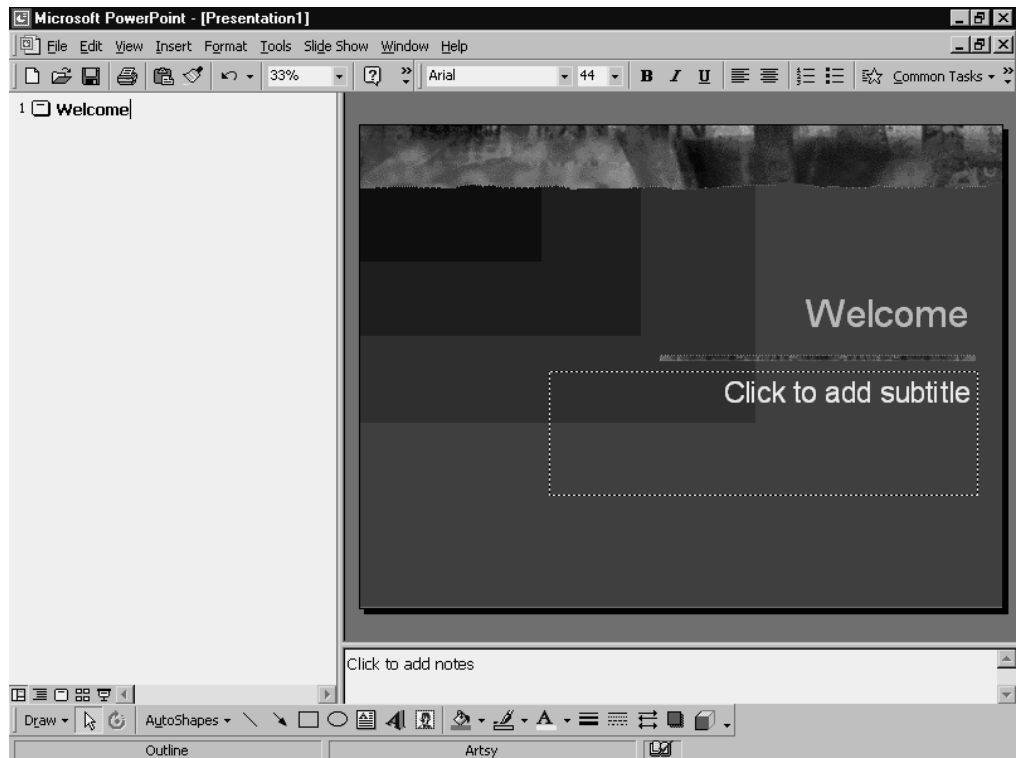 Microsoft PowerPoint - [Presentation1]
File Edit View Insert Format Tools Slide Show Window Help
33% Arial 44 B I U Common Tasks
1 Welcome
Welcome
Click to add subtitle
Click to add notes
Draw AutoShapes A A
Outline Artsy